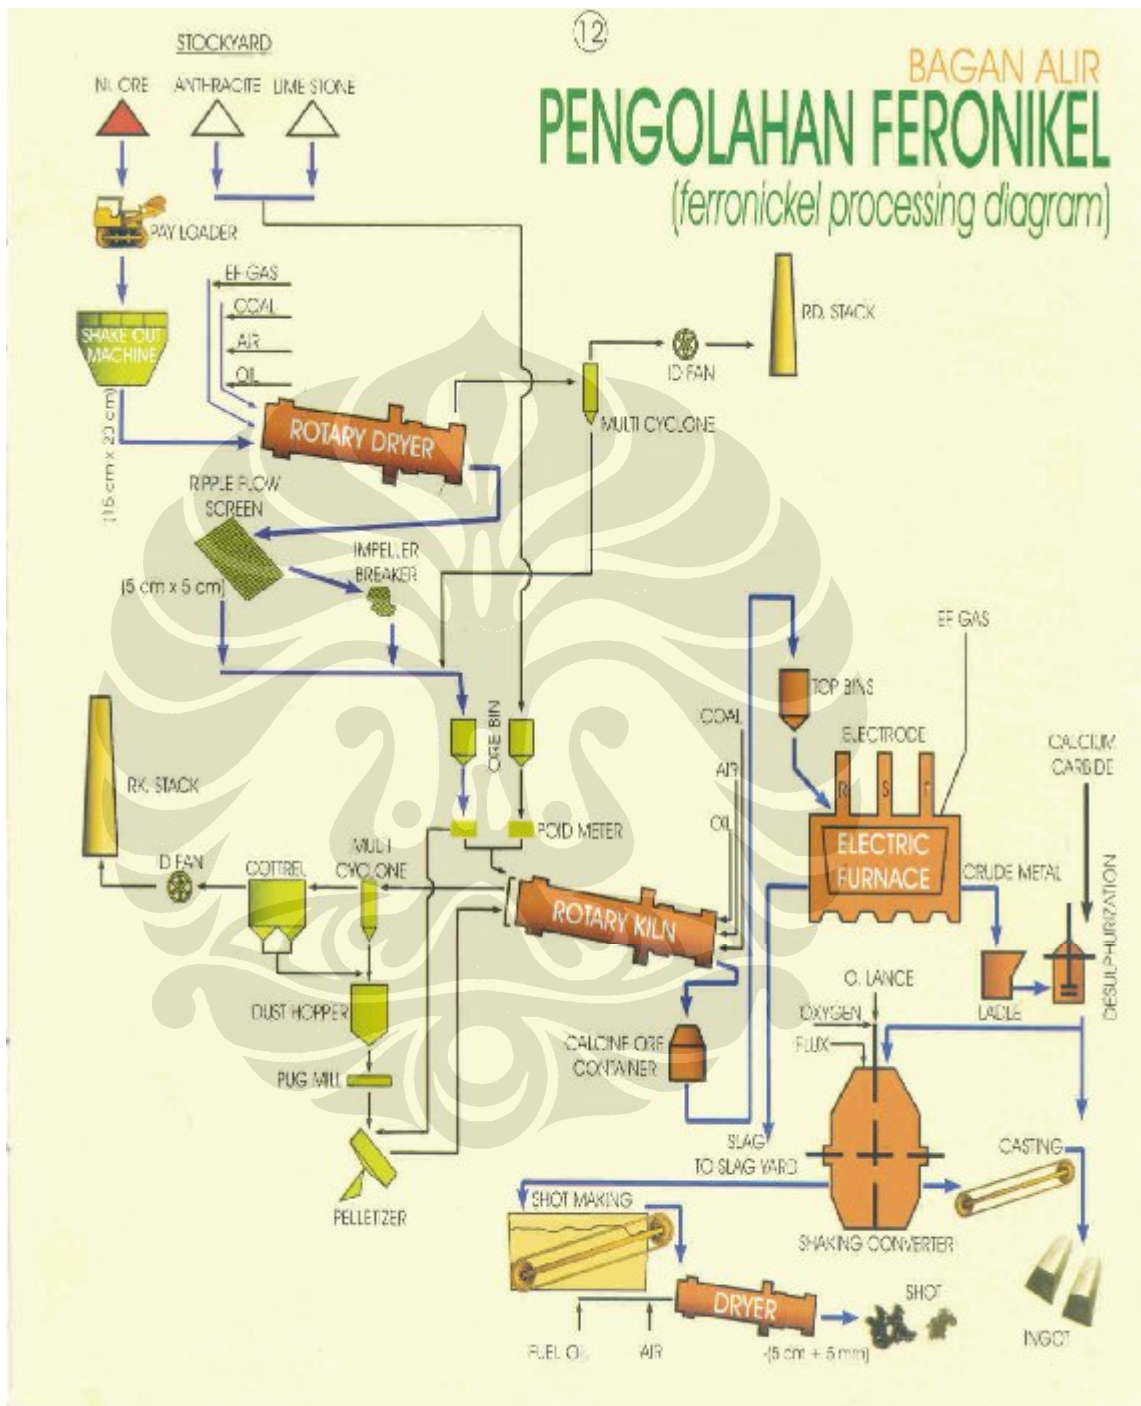 12
BAGAN ALIR
PENGOLAHAN FERONIKEL
(ferronickel processing diagram)
STOCKYARD
NI. ORE
ANTHRACITE
LIME STONE
PAY LOADER
SHAKE OUT
MACHINE
(15 cm x 20 cm)
EF GAS
COAL
AIR
OIL
ROTARY DRYER
MULTI CYCLONE
ID FAN
RD. STACK
RIPPLE FLOW
SCREEN
(5 cm x 5 cm)
IMPELLER
BREAKER
ORE BIN
POID METER
RK. STACK
ID FAN
COTTREL
MULTI
CYCLONE
DUST HOPPER
PUG MILL
PELLETIZER
ROTARY KILN
COAL
AIR
OIL
CALCINE ORE
CONTAINER
TOP BINS
ELECTRODE
R
S
T
EF GAS
ELECTRIC
FURNACE
CRUDE METAL
CALCIUM
CARBIDE
DESULPHURIZATION
LADLE
O. LANCE
OXYGEN
FLUX
SLAG
TO SLAG YARD
SHAKING CONVERTER
CASTING
INGOT
SHOT MAKING
DRYER
FUEL OIL
AIR
SHOT
-(5 cm + 5 mm)